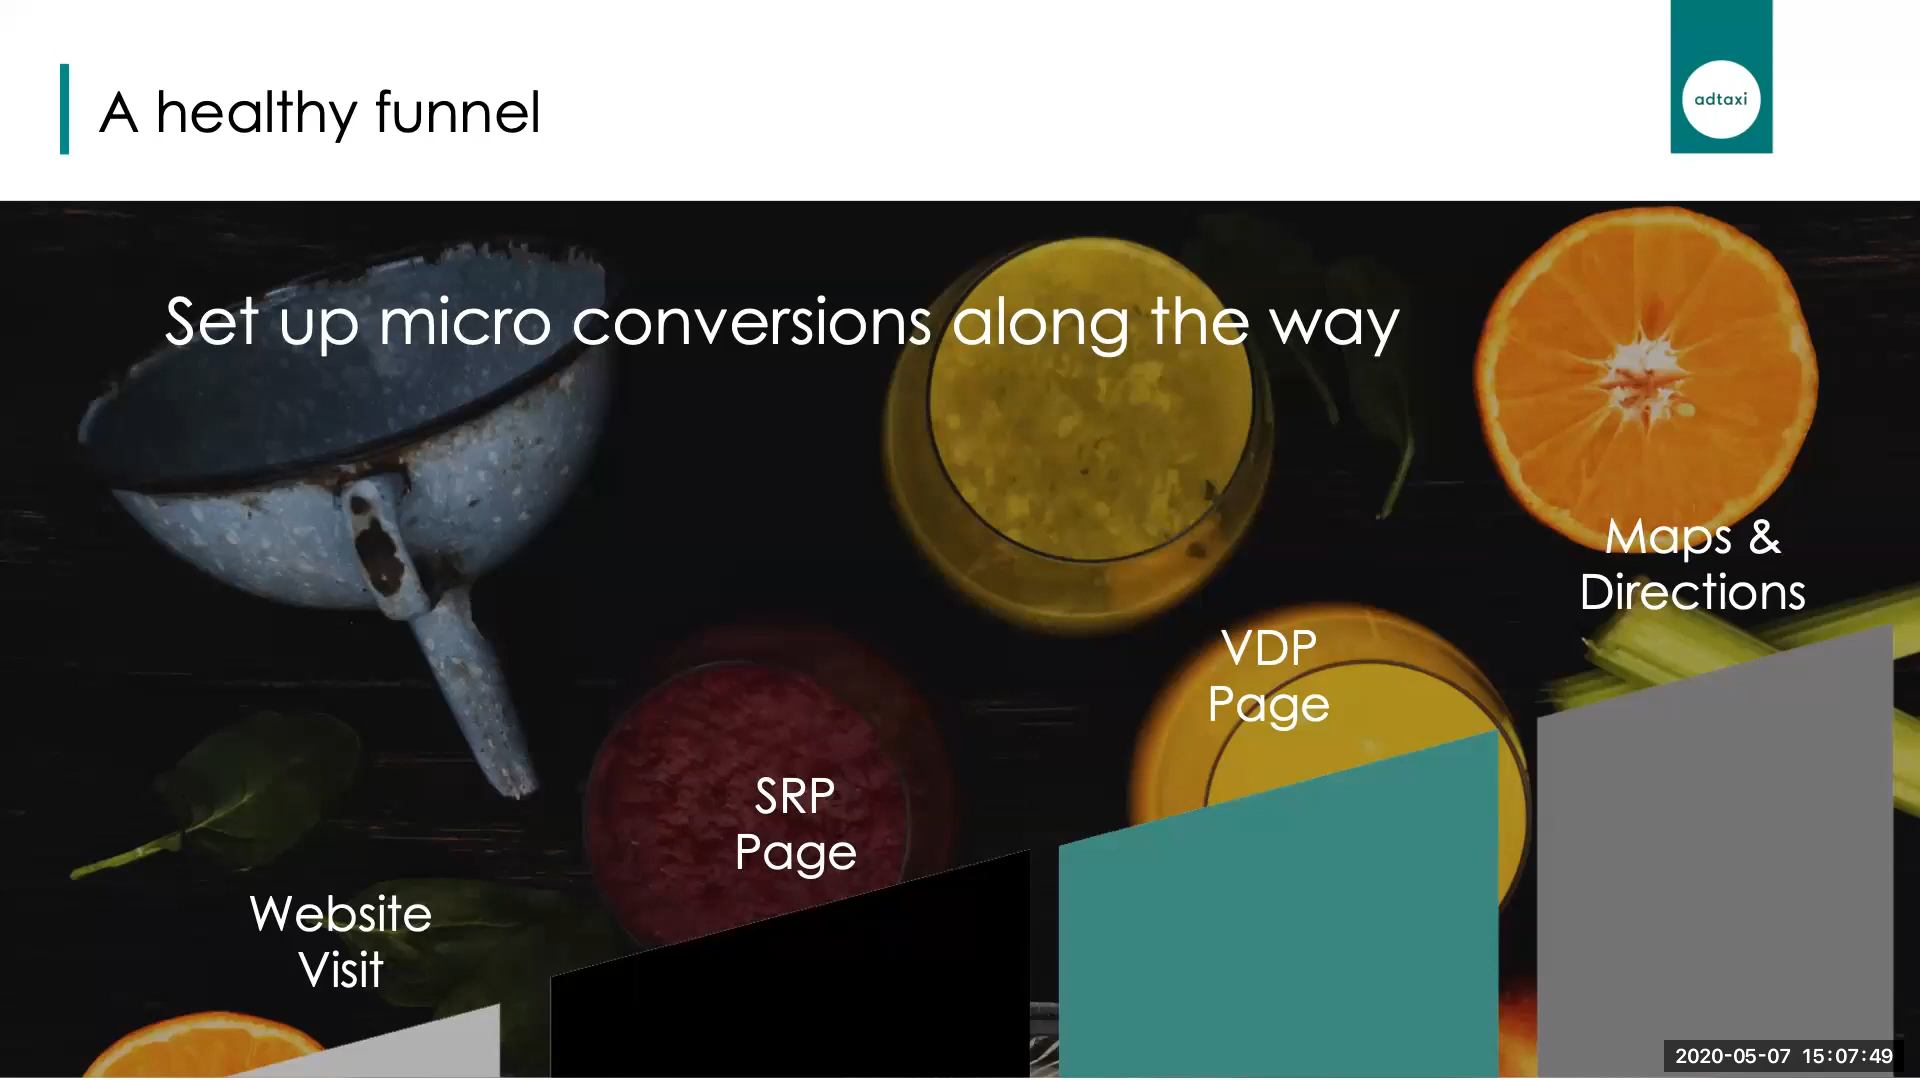 A healthy funnel
adtaxi
Set up micro conversions along the way
Maps &
Directions
VDP
Page
SRP
Page
Website
Visit
2020-05-07 15:07:49